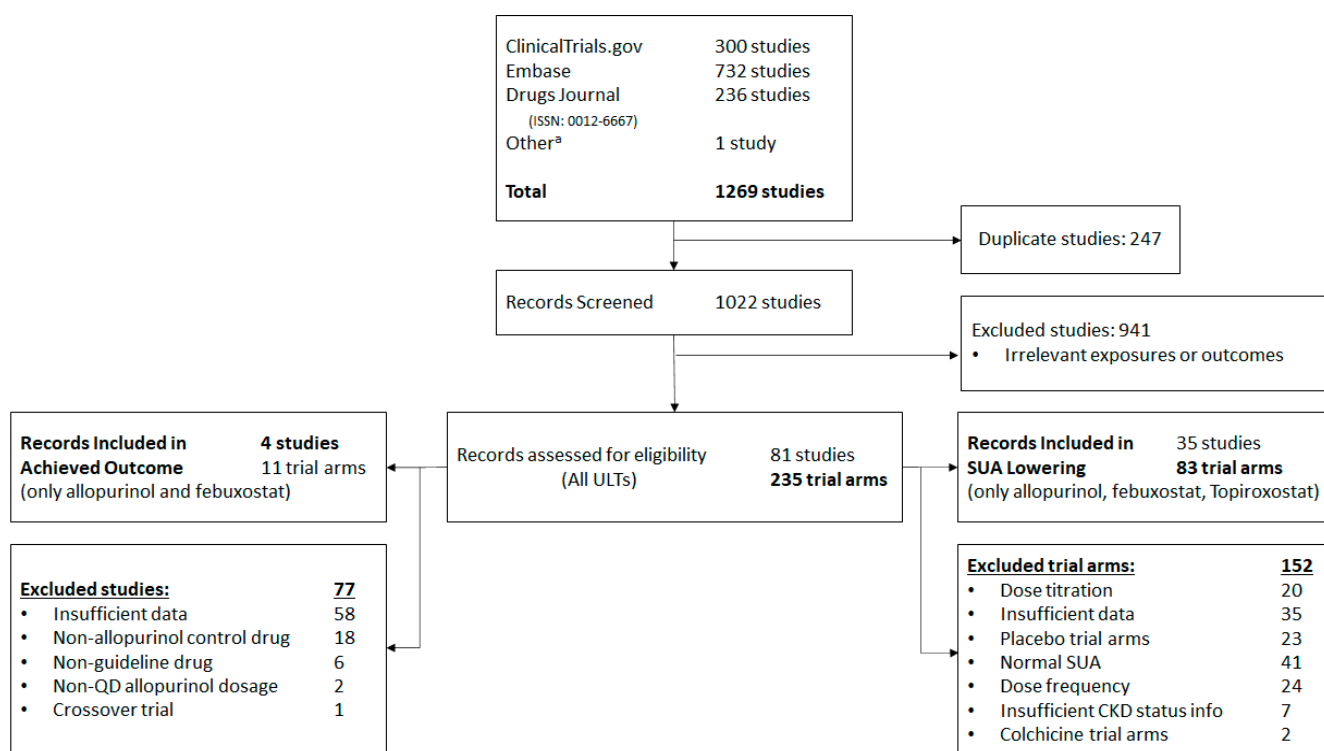 ClinicalTrials.gov 300 studies
Embase 732 studies
Drugs Journal 236 studies
(ISSN: 0012-6667)
Otherᵃ 1 study
Total 1269 studies
Duplicate studies: 247
Records Screened 1022 studies
Excluded studies: 941
• Irrelevant exposures or outcomes
Records Included in 4 studies
Achieved Outcome 11 trial arms
(only allopurinol and febuxostat)
Records assessed for eligibility 81 studies
(All ULTs) 235 trial arms
Records Included in 35 studies
SUA Lowering 83 trial arms
(only allopurinol, febuxostat, Topiroxostat)
Excluded studies: 77
• Insufficient data 58
• Non-allopurinol control drug 18
• Non-guideline drug 6
• Non-QD allopurinol dosage 2
• Crossover trial 1
Excluded trial arms: 152
• Dose titration 20
• Insufficient data 35
• Placebo trial arms 23
• Normal SUA 41
• Dose frequency 24
• Insufficient CKD status info 7
• Colchicine trial arms 2